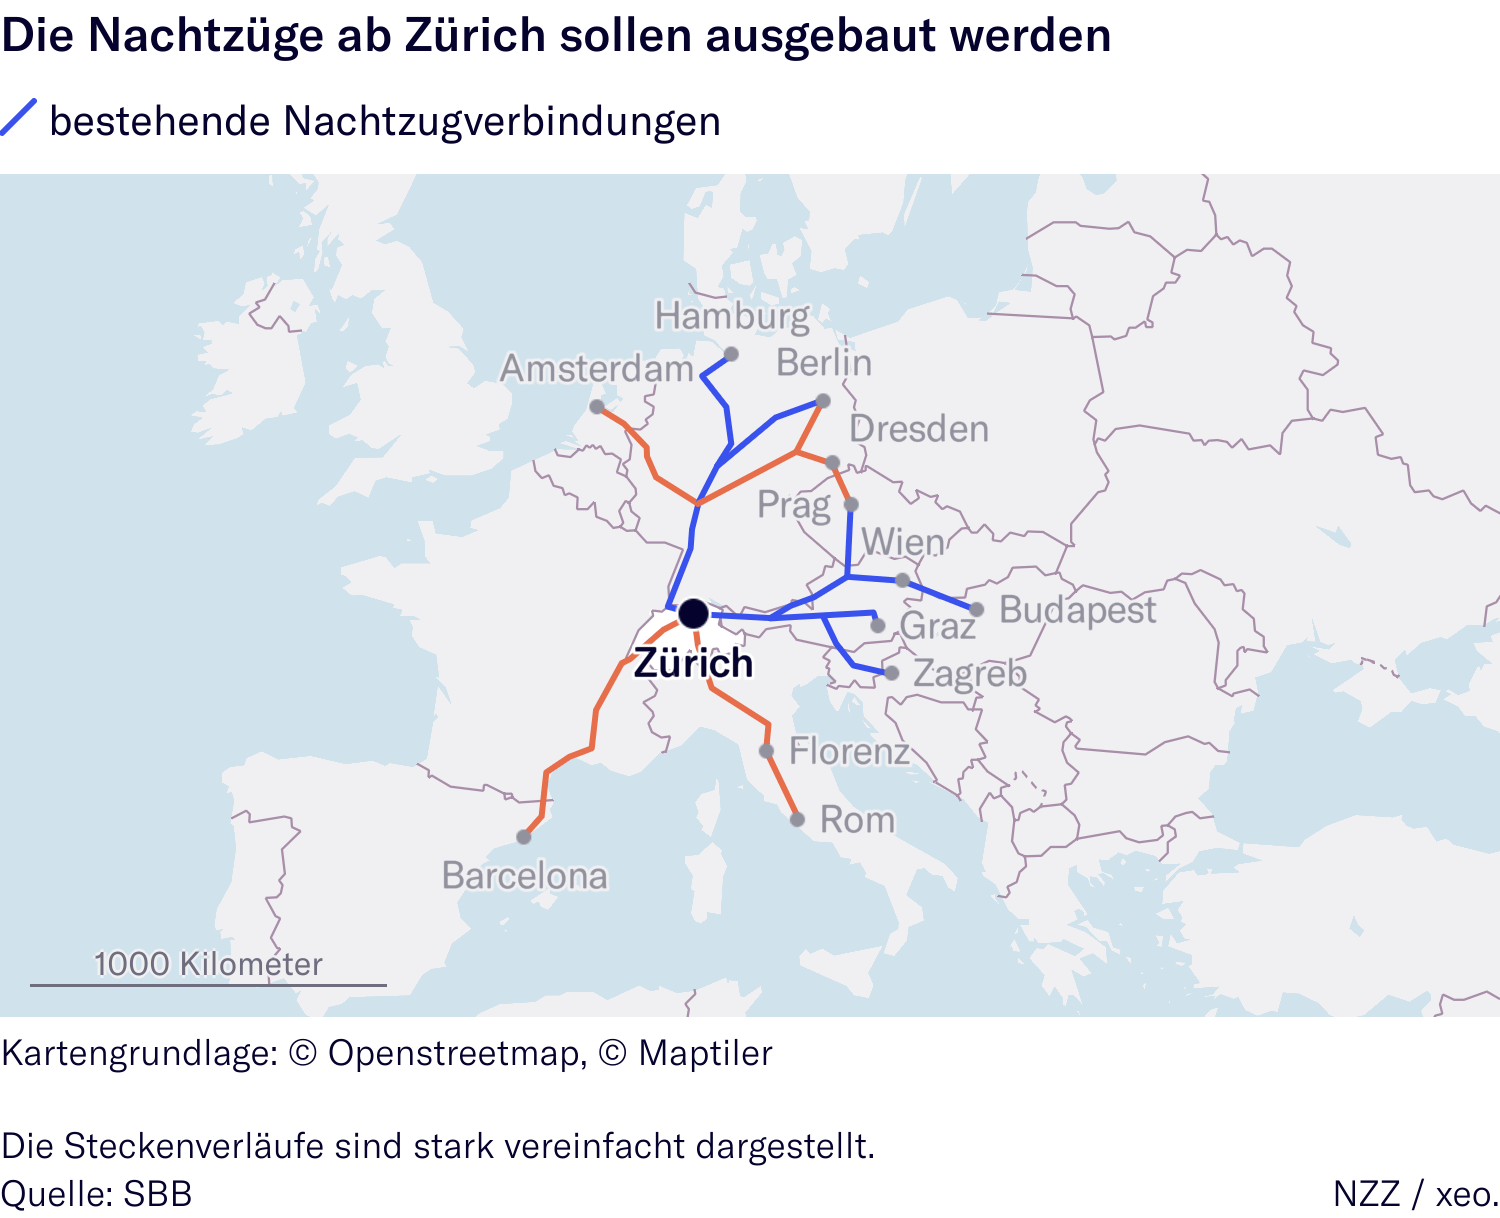 Die Nachtzüge ab Zürich sollen ausgebaut werden
bestehende Nachtzugverbindungen
Hamburg
Amsterdam
Berlin
Dresden
Prag
Wien
Budapest
Graz
Zürich
Zagreb
Florenz
Rom
Barcelona
1000 Kilometer
Kartengrundlage: © Openstreetmap, © Maptiler
Die Steckenverläufe sind stark vereinfacht dargestellt.
Quelle: SBB
NZZ / xeo.